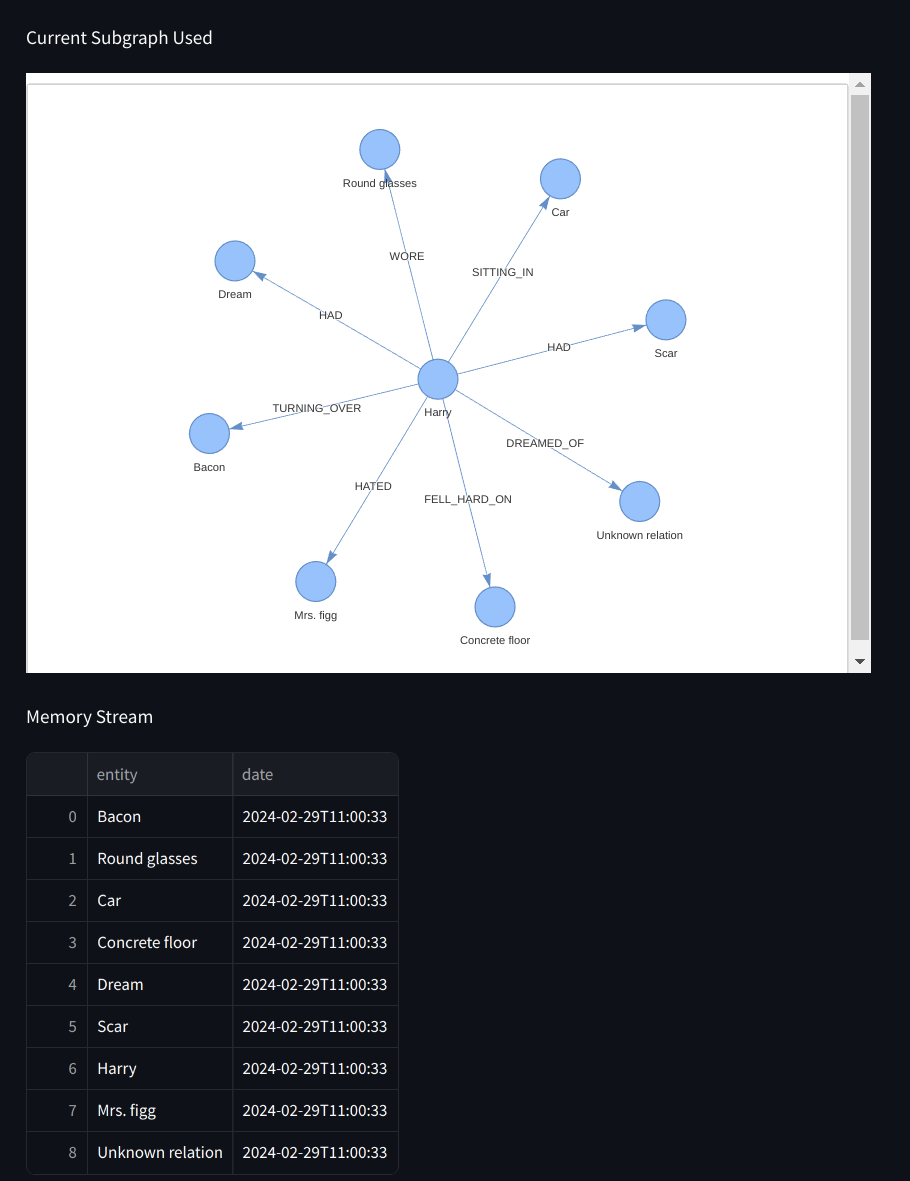 Current Subgraph Used
Round glasses
Car
WORE
SITTING_IN
Dream
HAD
HAD
Scar
TURNING_OVER
Harry
Bacon
DREAMED_OF
HATED
FELL_HARD_ON
Unknown relation
Mrs. figg
Concrete floor
Memory Stream
entity date
0 Bacon 2024-02-29T11:00:33
1 Round glasses 2024-02-29T11:00:33
2 Car 2024-02-29T11:00:33
3 Concrete floor 2024-02-29T11:00:33
4 Dream 2024-02-29T11:00:33
5 Scar 2024-02-29T11:00:33
6 Harry 2024-02-29T11:00:33
7 Mrs. figg 2024-02-29T11:00:33
8 Unknown relation 2024-02-29T11:00:33